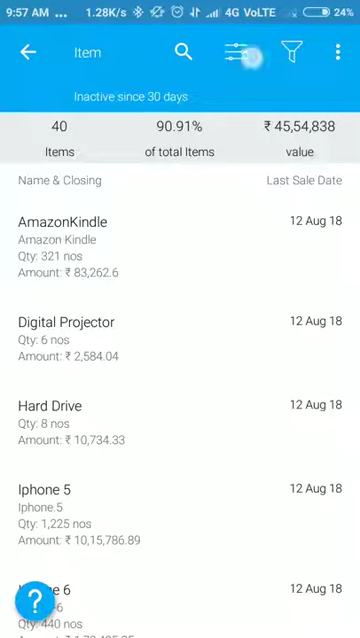 9:57 AM ... 1.28K/s 4G VoLTE 24%
Item
Inactive since 30 days
40 90.91% ₹ 45,54,838
Items of total Items value
Name & Closing Last Sale Date
AmazonKindle 12 Aug 18
Amazon Kindle
Qty: 321 nos
Amount: ₹ 83,262.6
Digital Projector 12 Aug 18
Qty: 6 nos
Amount: ₹ 2,584.04
Hard Drive 12 Aug 18
Qty: 8 nos
Amount: ₹ 10,734.33
Iphone 5 12 Aug 18
Iphone.5
Qty: 1,225 nos
Amount: ₹ 10,15,786.89
6 12 Aug 18
Qty: 440 nos
?